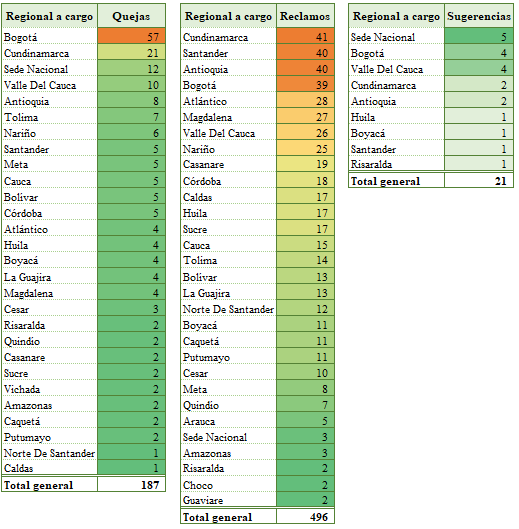 Regional a cargo Quejas
Bogotá 57
Cundinamarca 21
Sede Nacional 12
Valle Del Cauca 10
Antioquia 8
Tolima 7
Nariño 6
Santander 5
Meta 5
Cauca 5
Bolívar 5
Córdoba 5
Atlántico 4
Huila 4
Boyacá 4
La Guajira 4
Magdalena 4
Cesar 3
Risaralda 2
Quindío 2
Casanare 2
Sucre 2
Vichada 2
Amazonas 2
Caquetá 2
Putumayo 2
Norte De Santander 1
Caldas 1
Total general 187
Regional a cargo Reclamos
Cundinamarca 41
Santander 40
Antioquia 40
Bogotá 39
Atlántico 28
Magdalena 27
Valle Del Cauca 26
Nariño 25
Casanare 19
Córdoba 18
Caldas 17
Huila 17
Sucre 17
Cauca 15
Tolima 14
Bolívar 13
La Guajira 13
Norte De Santander 12
Boyacá 11
Caquetá 11
Putumayo 11
Cesar 10
Meta 8
Quindío 7
Arauca 5
Sede Nacional 3
Amazonas 3
Risaralda 2
Choco 2
Guaviare 2
Total general 496
Regional a cargo Sugerencias
Sede Nacional 5
Bogotá 4
Valle Del Cauca 4
Cundinamarca 2
Antioquia 2
Huila 1
Boyacá 1
Santander 1
Risaralda 1
Total general 21